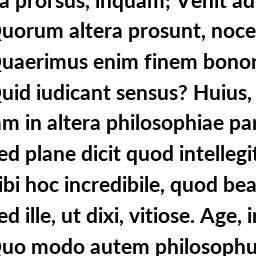 a prorsus, inquam; Venit ad
Quorum altera prosunt, noce
Quaerimus enim finem bonor
Quid iudicant sensus? Huius,
am in altera philosophiae par
ed plane dicit quod intellegit
ibi hoc incredibile, quod bea
ed ille, ut dixi, vitiose. Age, i
Quo modo autem philosophu